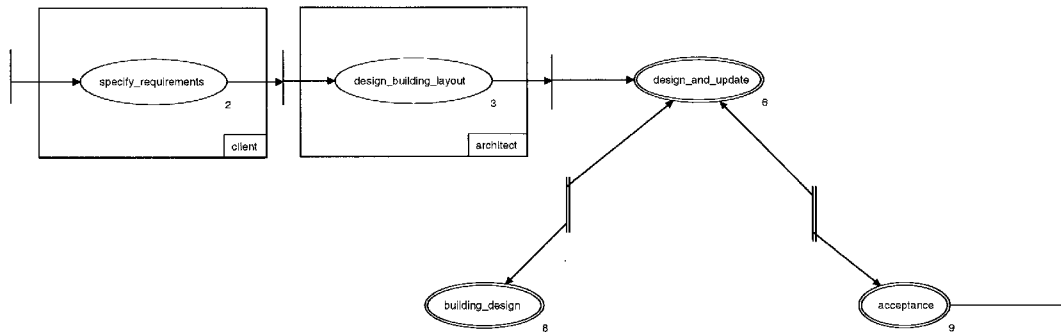 specify_requirements
2
client
design_building_layout
3
architect
design_and_update
6
building_design
8
acceptance
9